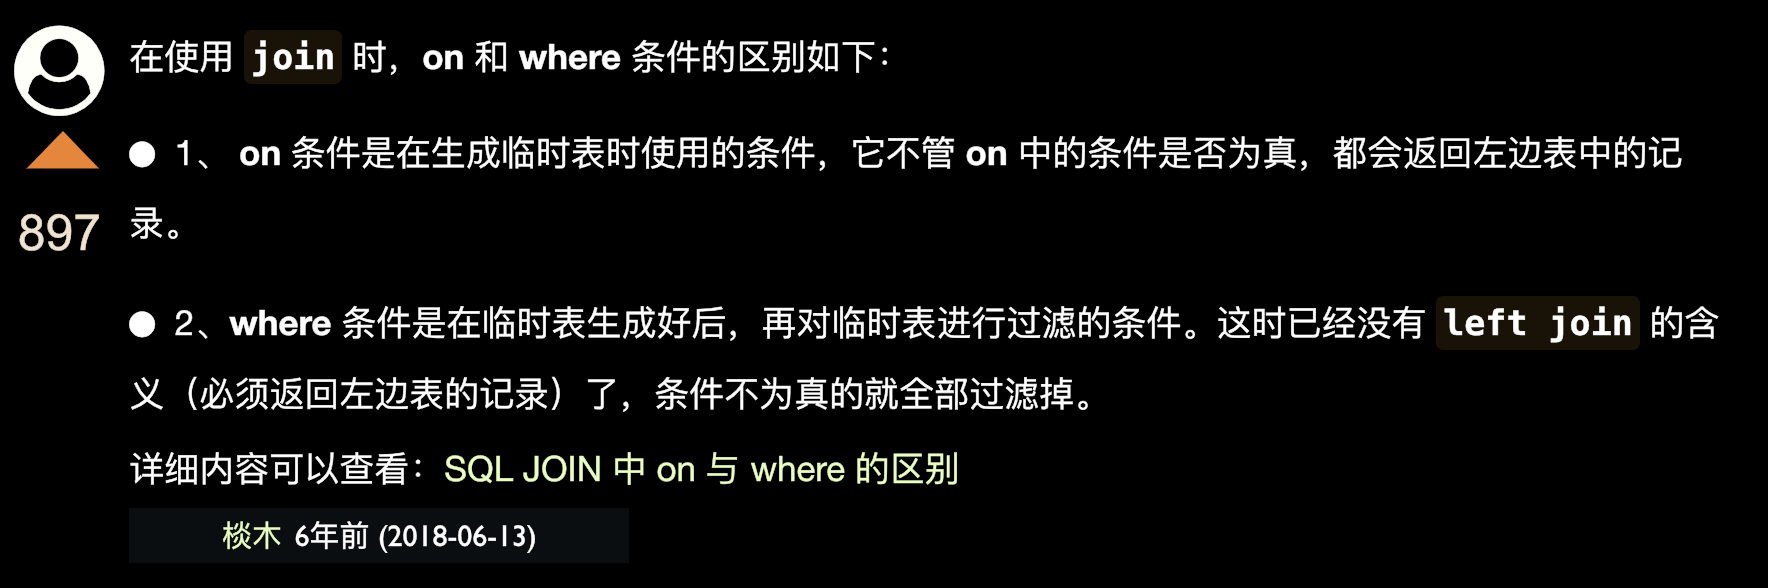 在使用 join 时，on 和 where 条件的区别如下：
● 1、 on 条件是在生成临时表时使用的条件，它不管 on 中的条件是否为真，都会返回左边表中的记
897
录。
● 2、where 条件是在临时表生成好后，再对临时表进行过滤的条件。这时已经没有 left join 的含
义（必须返回左边表的记录）了，条件不为真的就全部过滤掉。
详细内容可以查看：SQL JOIN 中 on 与 where 的区别
棪木 6年前 (2018-06-13)